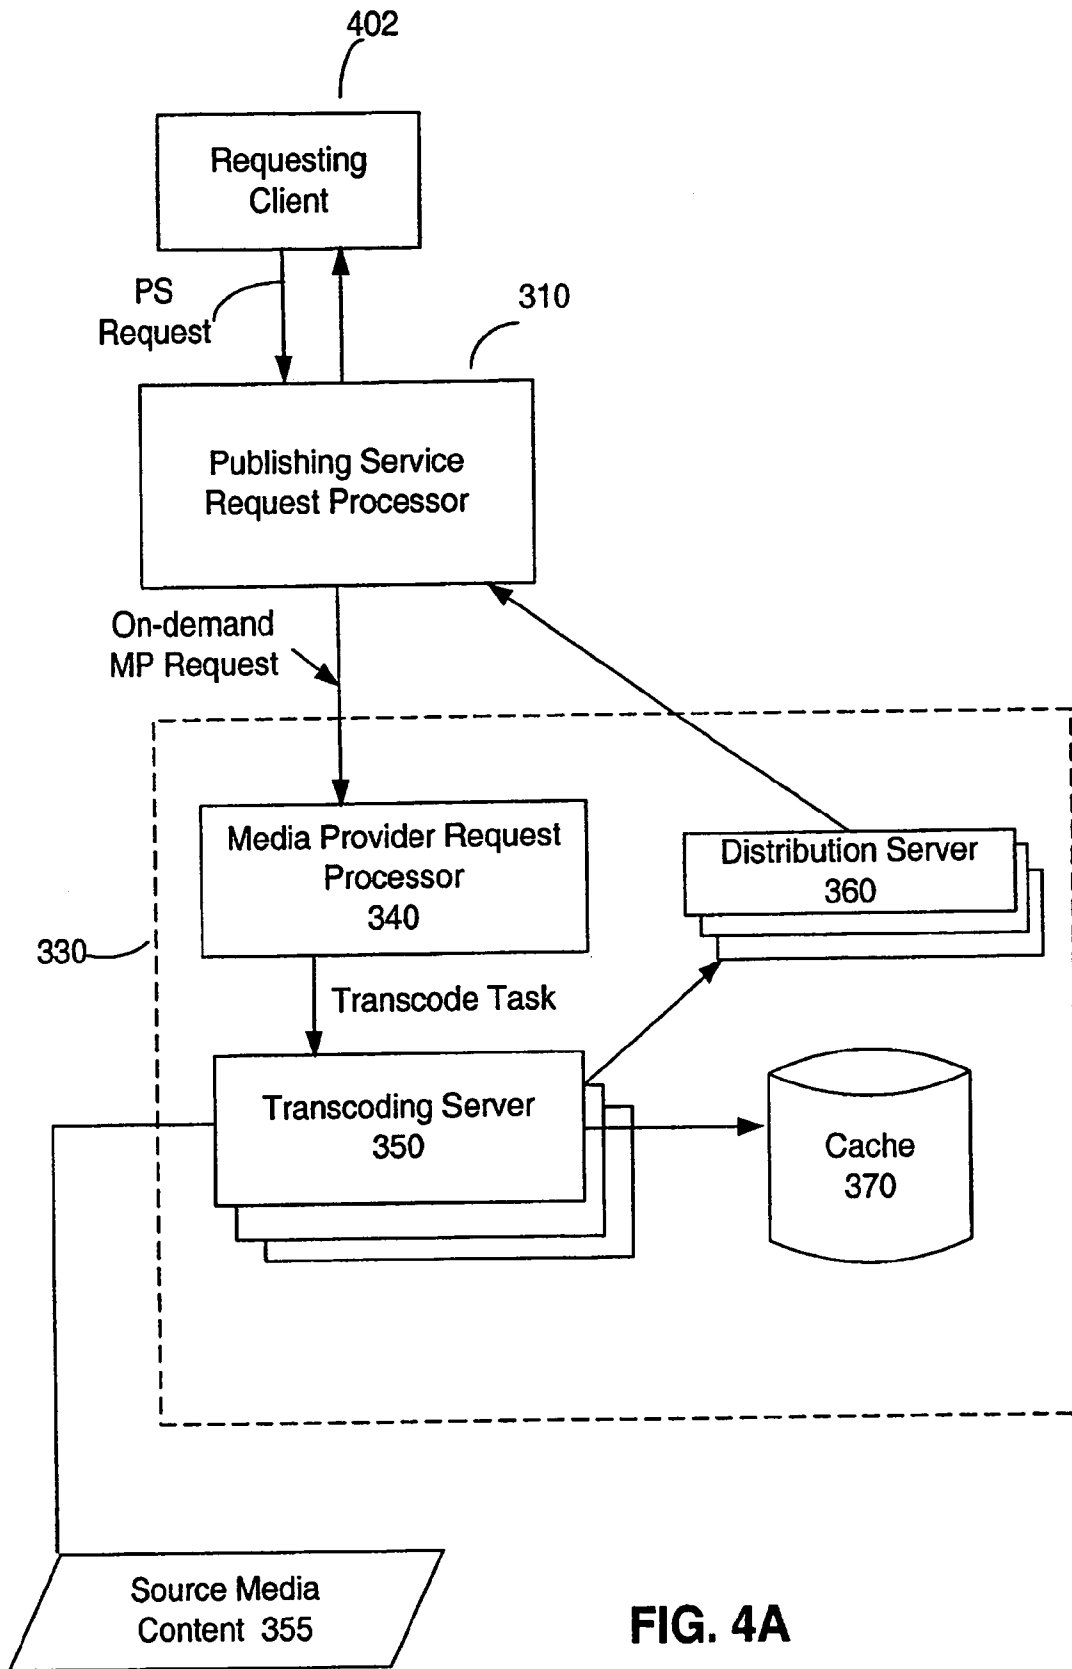 402
Requesting
Client
PS
Request
310
Publishing Service
Request Processor
On-demand
MP Request
Media Provider Request
Processor
340
Distribution Server
360
330
Transcode Task
Transcoding Server
350
Cache
370
Source Media
Content 355
FIG. 4A